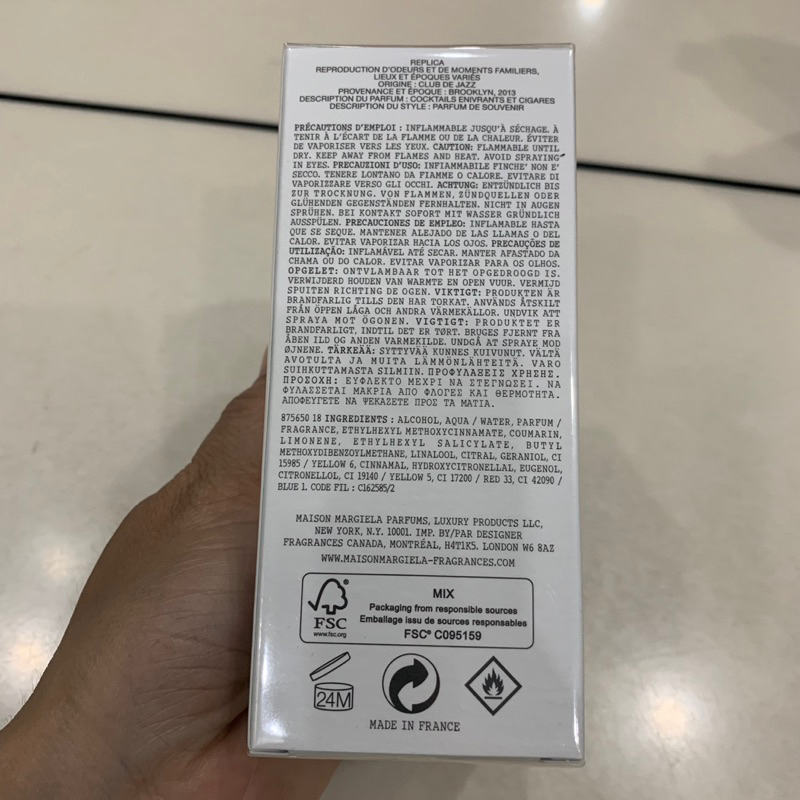 REPLICA
REPRODUCTION D'ODEURS ET DE MOMENTS FAMILIERS,
LIEUX ET ÉPOQUES VARIÉS
ORIGINE : CLUB DE JAZZ
PROVENANCE ET ÉPOQUE : BROOKLYN, 2013
DESCRIPTION DU PARFUM : COCKTAILS ENIVRANTS ET CIGARES
DESCRIPTION DU STYLE : PARFUM DE SOUVENIR
PRÉCAUTIONS D'EMPLOI : INFLAMMABLE JUSQU'À SÉCHAGE. À
TENIR À L'ÉCART DE LA FLAMME OU DE LA CHALEUR. ÉVITER
DE VAPORISER VERS LES YEUX. CAUTION: FLAMMABLE UNTIL
DRY. KEEP AWAY FROM FLAMES AND HEAT. AVOID SPRAYING
IN EYES. PRECAUZIONI D'USO: INFIAMMABILE FINCHE' NON E'
SECCO. TENERE LONTANO DA FIAMME O CALORE. EVITARE DI
VAPORIZZARE VERSO GLI OCCHI. ACHTUNG: ENTZÜNDLICH BIS
ZUR TROCKNUNG. VON FLAMMEN, ZÜNDQUELLEN ODER
GLÜHENDEN GEGENSTÄNDEN FERNHALTEN. NICHT IN AUGEN
SPRÜHEN. BEI KONTAKT SOFORT MIT WASSER GRÜNDLICH
AUSSPÜLEN. PRECAUCIONES DE EMPLEO: INFLAMABLE HASTA
QUE SE SEQUE. MANTENER ALEJADO DE LAS LLAMAS O DEL
CALOR. EVITAR VAPORIZAR HACIA LOS OJOS. PRECAUÇÕES DE
UTILIZAÇÃO: INFLAMÁVEL ATÉ SECAR. MANTER AFASTADO DA
CHAMA OU DO CALOR. EVITAR VAPORIZAR PARA OS OLHOS.
OPGELET: ONTVLAMBAAR TOT HET OPGEDROOGD IS.
VERWIJDERD HOUDEN VAN WARMTE EN OPEN VUUR. VERMIJD
SPUITEN RICHTING DE OGEN. VIKTIGT: PRODUKTEN ÄR
BRANDFARLIG TILLS DEN HAR TORKAT. ANVÄNDS ÅTSKILT
FRÅN ÖPPEN LÅGA OCH ANDRA VÄRMEKÄLLOR. UNDVIK ATT
SPRAYA MOT ÖGONEN. VIGTIGT: PRODUKTET ER
BRANDFARLIGT, INDTIL DET ER TØRT. BRUGES FJERNT FRA
ÅBEN ILD OG ANDEN VARMEKILDE. UNDGÅ AT SPRAYE MOD
ØJNENE. TÄRKEÄÄ: SYTTYVÄÄ KUNNES KUIVUNUT. VÄLTÄ
AVOTULTA JA MUITA LÄMMÖNLÄHTEITÄ. VARO
SUIHKUTTAMASTA SILMIIN. ΠΡΟΦΥΛΑΞΕΙΣ ΧΡΗΣΗΣ.
ΠΡΟΣΟΧΗ: ΕΥΦΛΕΚΤΟ ΜΕΧΡΙ ΝΑ ΣΤΕΓΝΩΣΕΙ. ΝΑ
ΦΥΛΑΣΣΕΤΑΙ ΜΑΚΡΙΑ ΑΠΟ ΦΛΟΓΕΣ ΚΑΙ ΘΕΡΜΟΤΗΤΑ.
ΑΠΟΦΕΥΓΕΤΕ ΝΑ ΨΕΚΑΖΕΤΕ ΠΡΟΣ ΤΑ ΜΑΤΙΑ.
875650 18 INGREDIENTS : ALCOHOL, AQUA / WATER, PARFUM /
FRAGRANCE, ETHYLHEXYL METHOXYCINNAMATE, COUMARIN,
LIMONENE, ETHYLHEXYL SALICYLATE, BUTYL
METHOXYDIBENZOYLMETHANE, LINALOOL, CITRAL, GERANIOL, CI
15985 / YELLOW 6, CINNAMAL, HYDROXYCITRONELLAL, EUGENOL,
CITRONELLOL, CI 19140 / YELLOW 5, CI 17200 / RED 33, CI 42090 /
BLUE 1. CODE FIL : C162585/2
MAISON MARGIELA PARFUMS, LUXURY PRODUCTS LLC,
NEW YORK, N.Y. 10001. IMP. BY/PAR DESIGNER
FRAGRANCES CANADA, MONTRÉAL, H4T1K5. LONDON W6 8AZ
WWW.MAISONMARGIELA-FRAGRANCES.COM
FSC
www.fsc.org
MIX
Packaging from responsible sources
Emballage issu de sources responsables
FSC® C095159
24M
MADE IN FRANCE